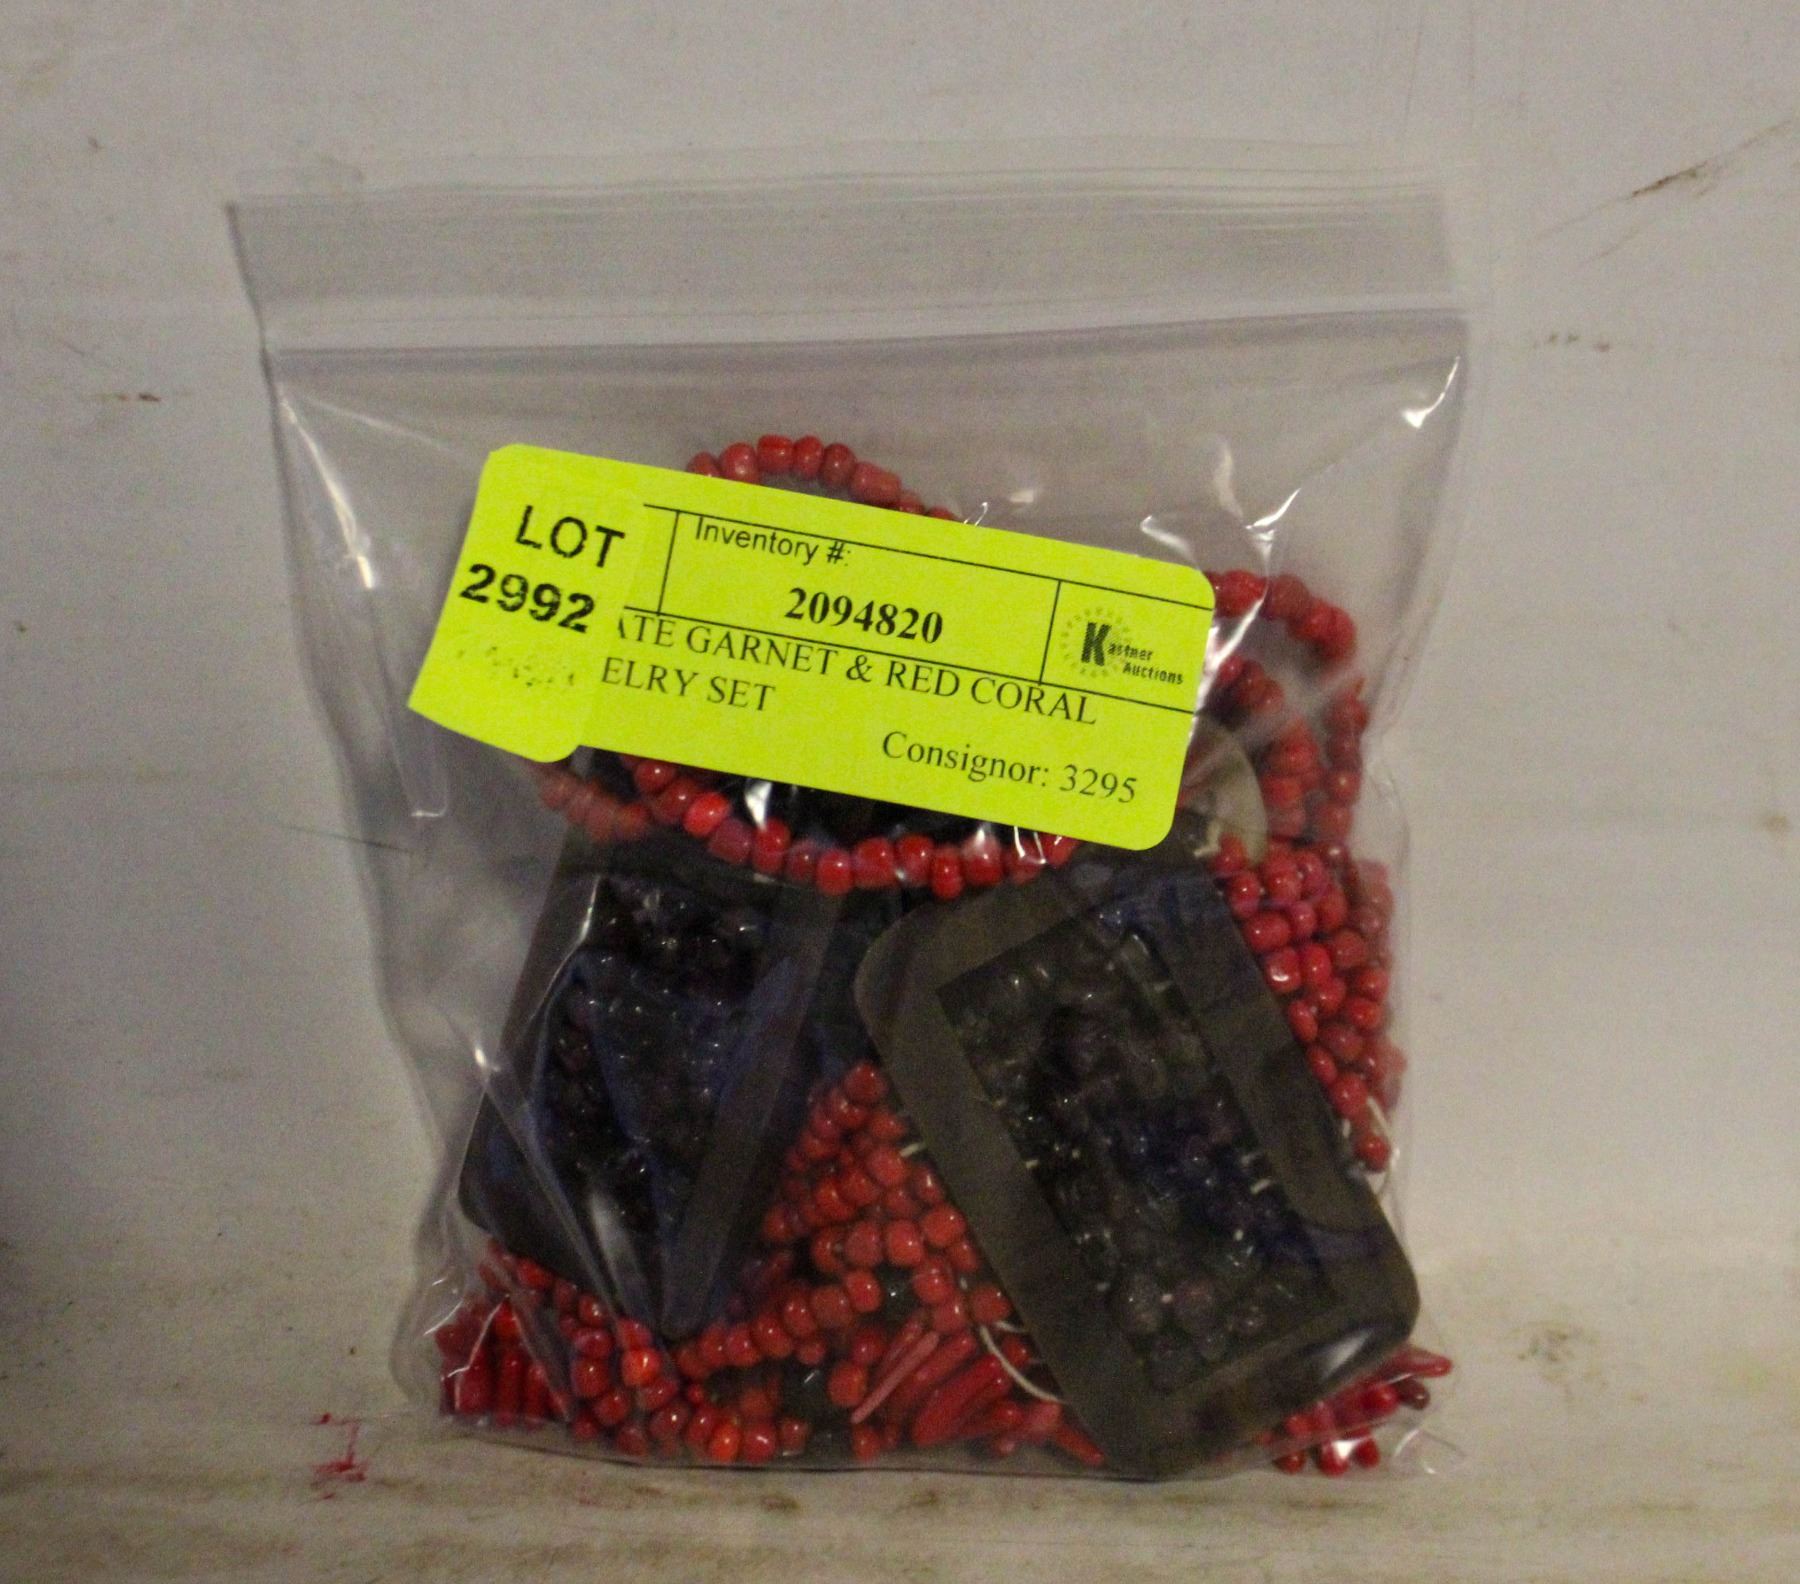 LOT
2992
Inventory #:
2094820
Kastner
Auctions
ATE GARNET & RED CORAL
ELRY SET
Consignor: 3295